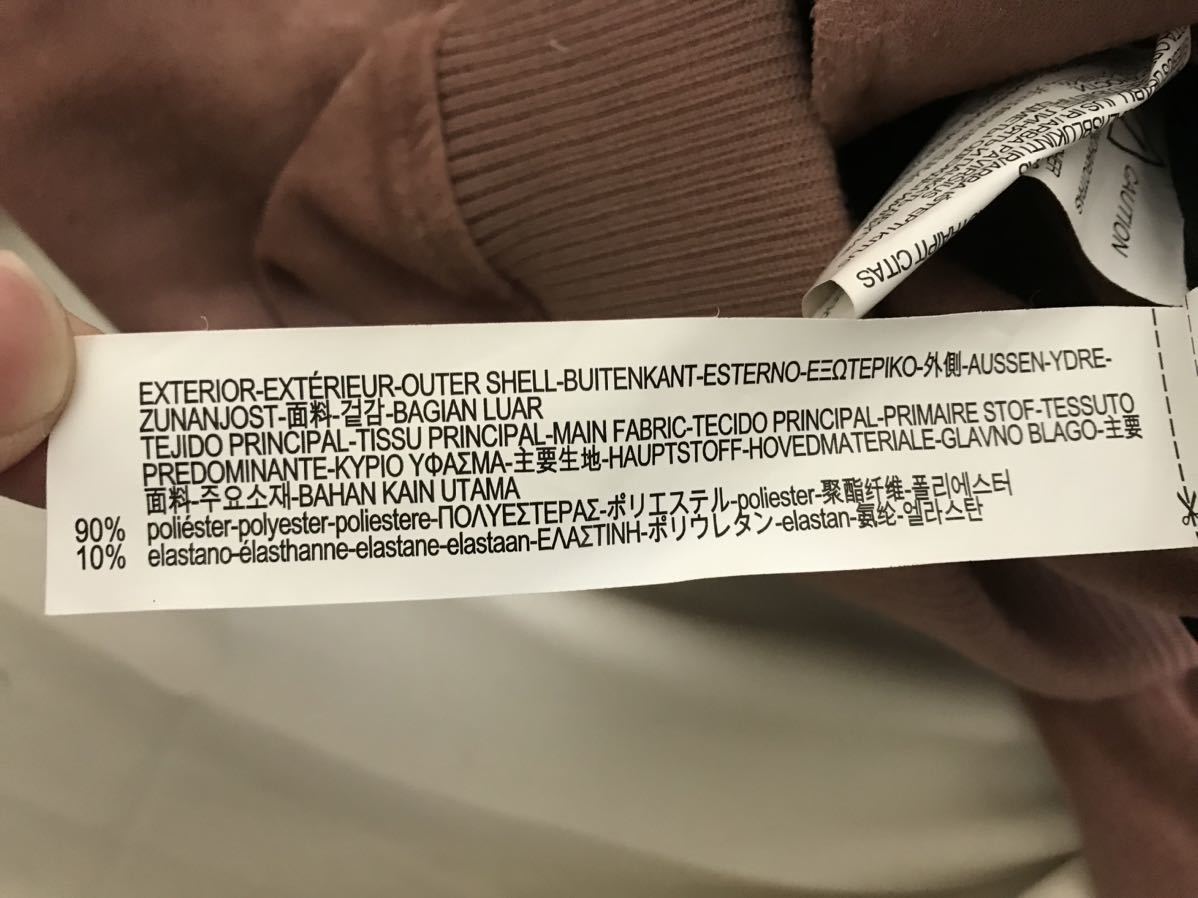 EXTERIOR-EXTÉRIEUR-OUTER SHELL-BUITENKANT-ESTERNO-ΕΞΩΤΕΡΙΚΟ-外側-AUSSEN-YDRE-
ZUNANJOST-面料-겉감-BAGIAN LUAR
TEJIDO PRINCIPAL-TISSU PRINCIPAL-MAIN FABRIC-TECIDO PRINCIPAL-PRIMAIRE STOF-TESSUTO
PREDOMINANTE-ΚΥΡΙΟ ΥΦΑΣΜΑ-主要生地-HAUPTSTOFF-HOVEDMATERIALE-GLAVNO BLAGO-主要
面料-주요소재-BAHAN KAIN UTAMA
90% poliéster-polyester-poliestere-ΠΟΛΥΕΣΤΕΡΑΣ-ポリエステル-poliester-聚酯纤维-폴리에스터
10% elastano-élasthanne-elastane-elastaan-ΕΛΑΣΤΙΝΗ-ポリウレタン-elastan-氨纶-엘라스탄
CITAS
CAUTION